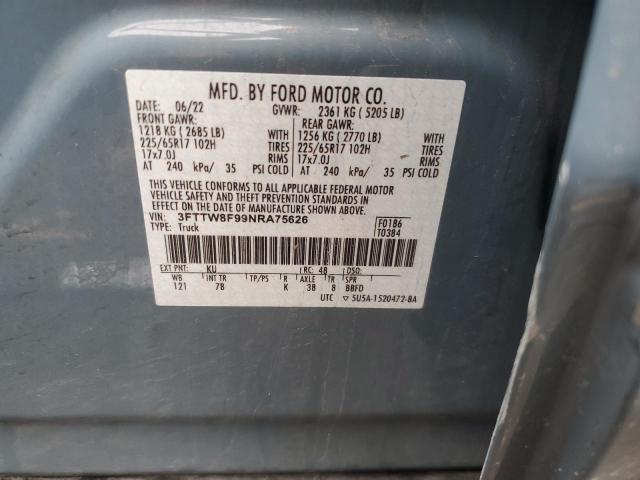 MFD. BY FORD MOTOR CO.
DATE: 06/22 GVWR: 2361 KG ( 5205 LB)
FRONT GAWR: REAR GAWR:
1218 KG ( 2685 LB) 1256 KG ( 2770 LB)
225/65R17 102H TIRES 225/65R17 102H TIRES
17x7.0J RIMS 17x7.0J RIMS
AT 240 kPa/ 35 PSI COLD AT 240 kPa/ 35 PSI COLD
THIS VEHICLE CONFORMS TO ALL APPLICABLE FEDERAL MOTOR
VEHICLE SAFETY AND THEFT PREVENTION STANDARDS IN EFFECT
ON THE DATE OF MANUFACTURE SHOWN ABOVE.
VIN: 3FTTW8F99NRA75626 F0186
TYPE: Truck T0384
EXT PNT: KU RC: 48 DSO:
WB INT TR TP/PS R AXLE TR SPR
121 7B K 3B 8 BBFD
UTC ▽ 5U5A-1520472-BA